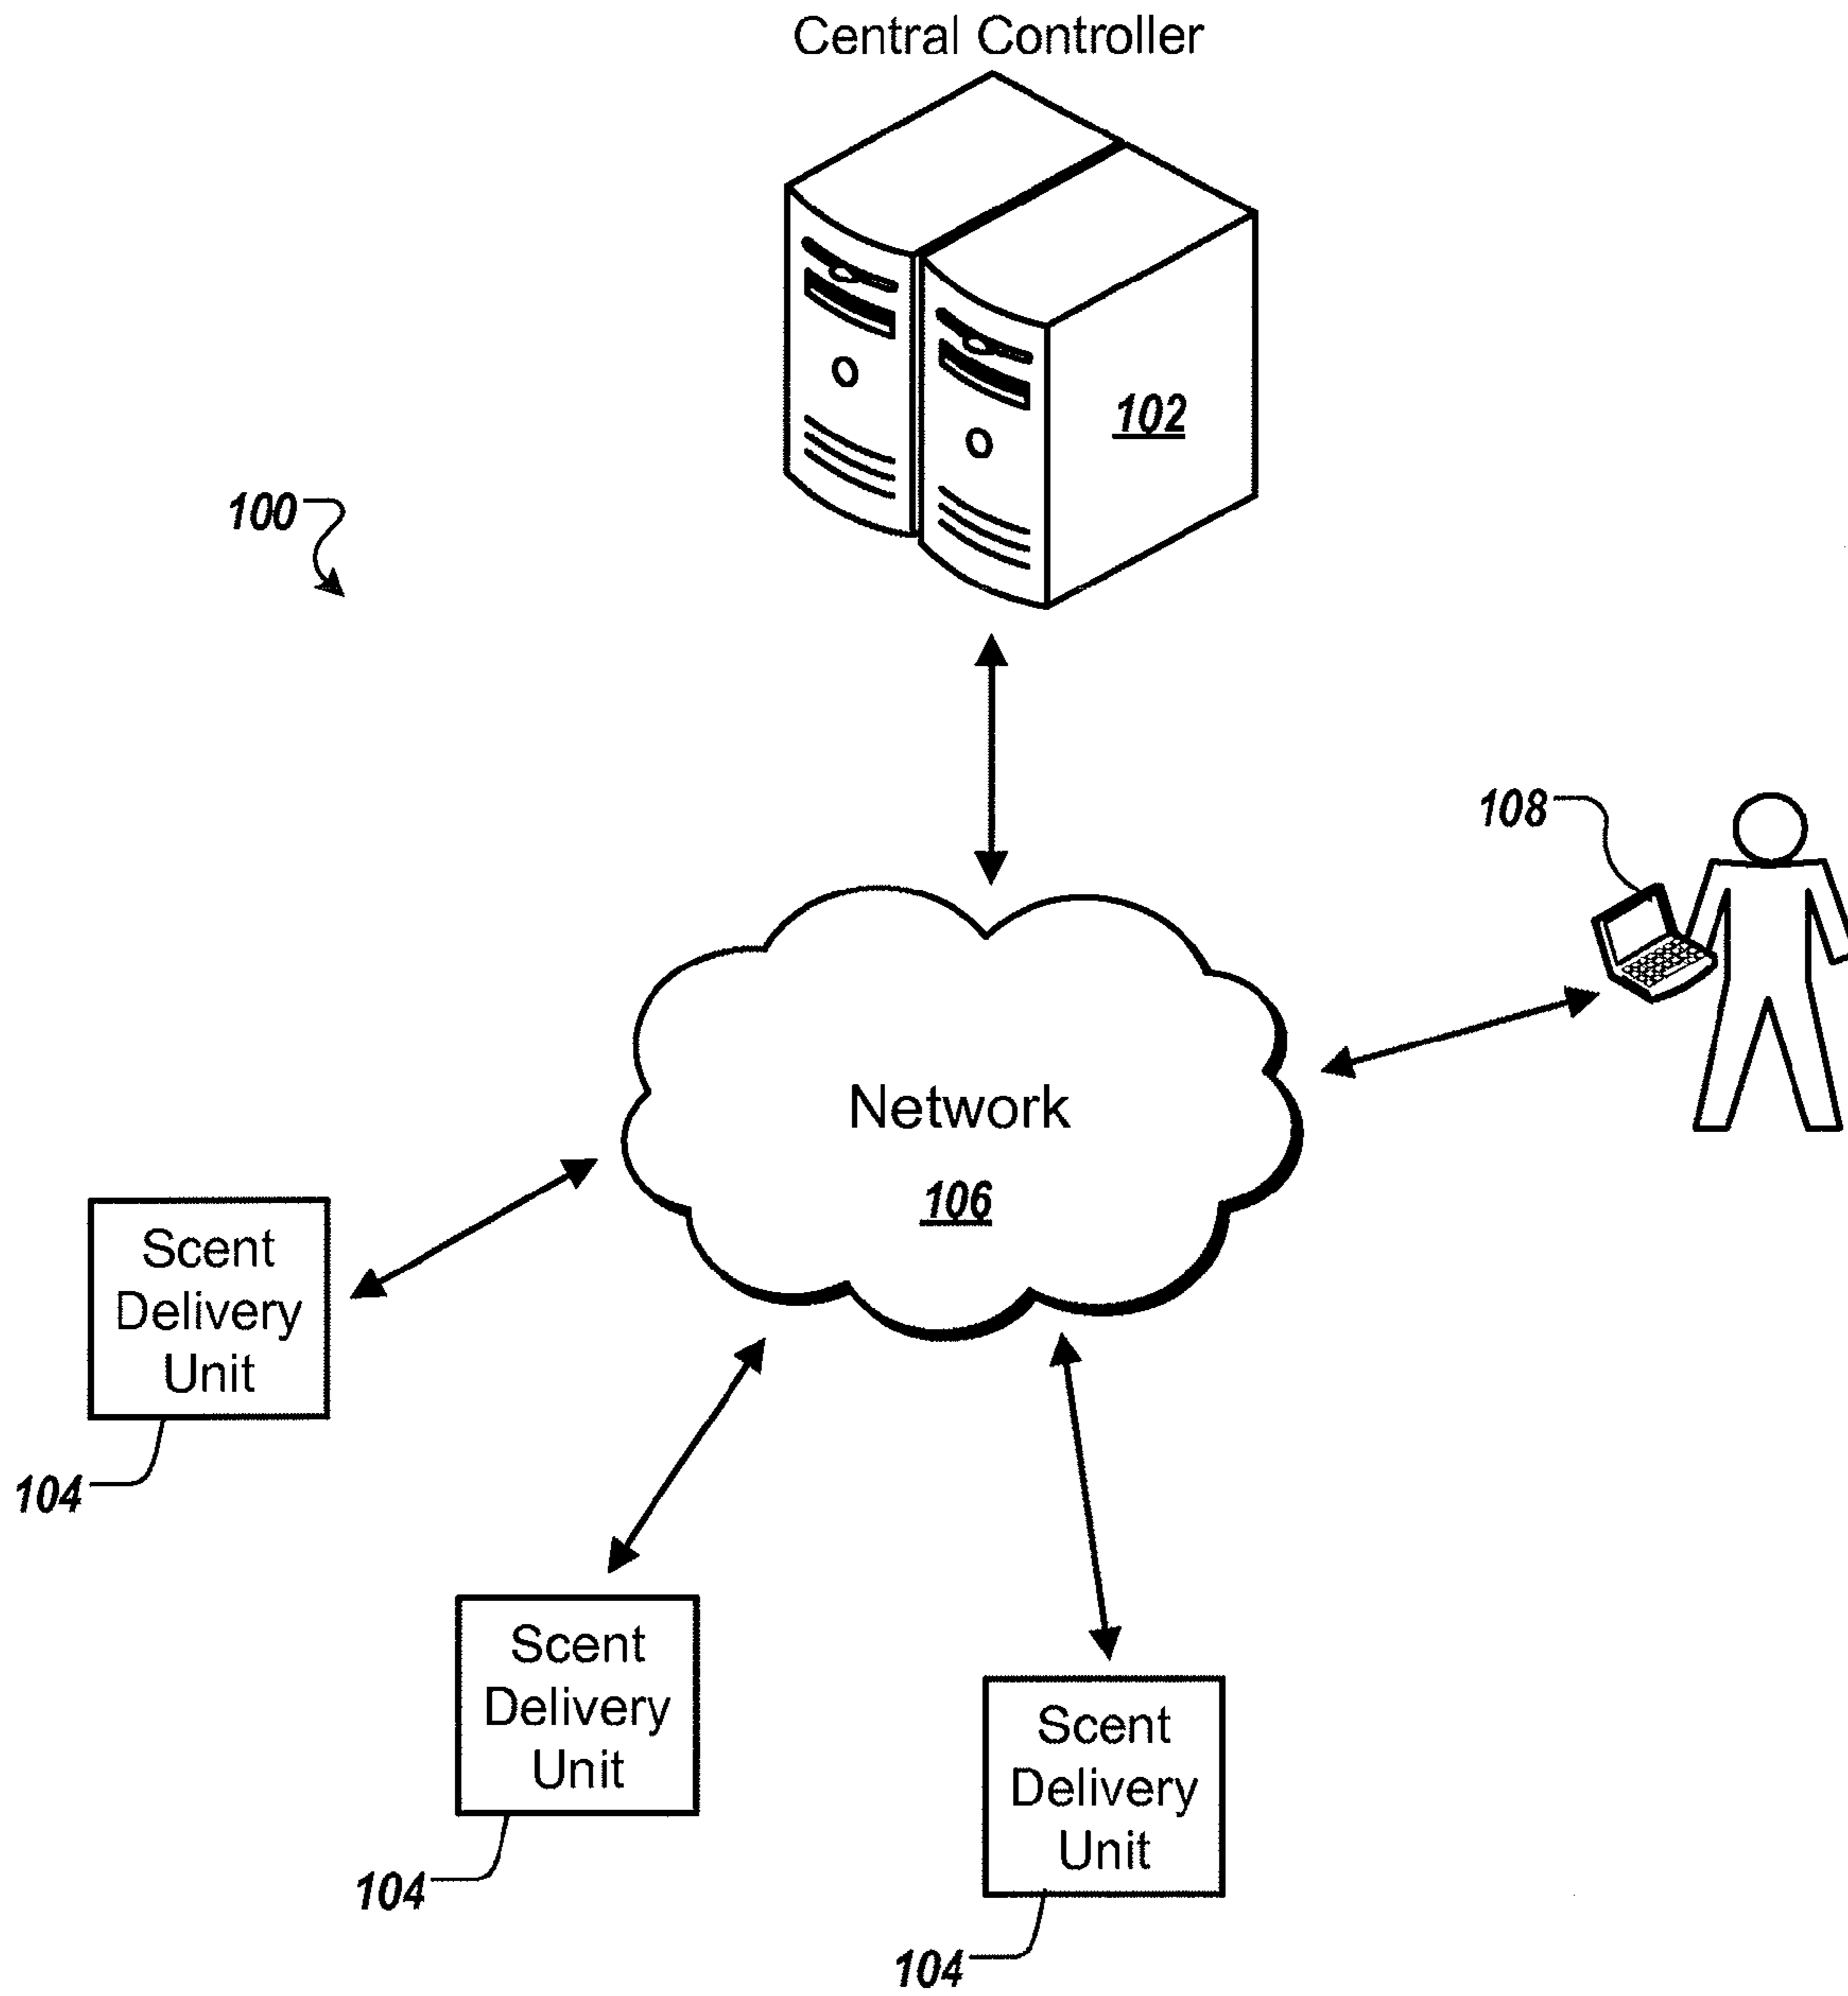 Central Controller
102
100
108
Network
106
Scent
Delivery
Unit
104
Scent
Delivery
Unit
104
Scent
Delivery
Unit
104